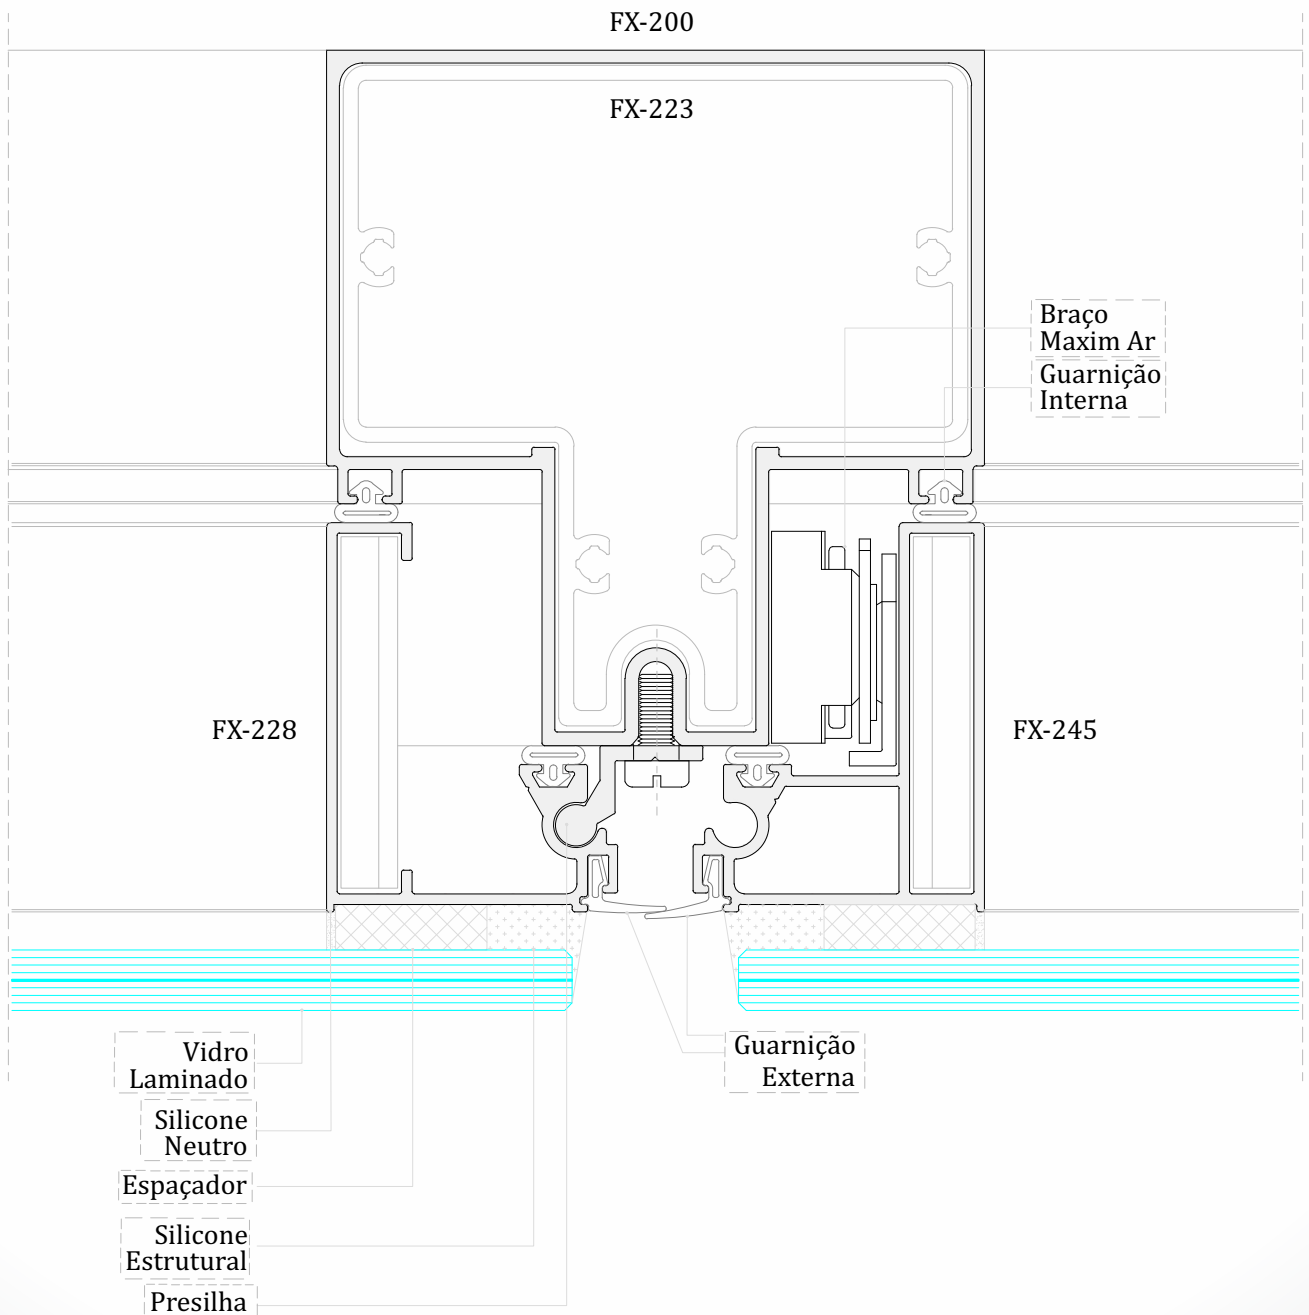 FX-200
FX-223
Braço
Maxim Ar
Guarnição
Interna
FX-228
FX-245
Vidro
Laminado
Guarnição
Externa
Silicone
Neutro
Espaçador
Silicone
Estrutural
Presilha